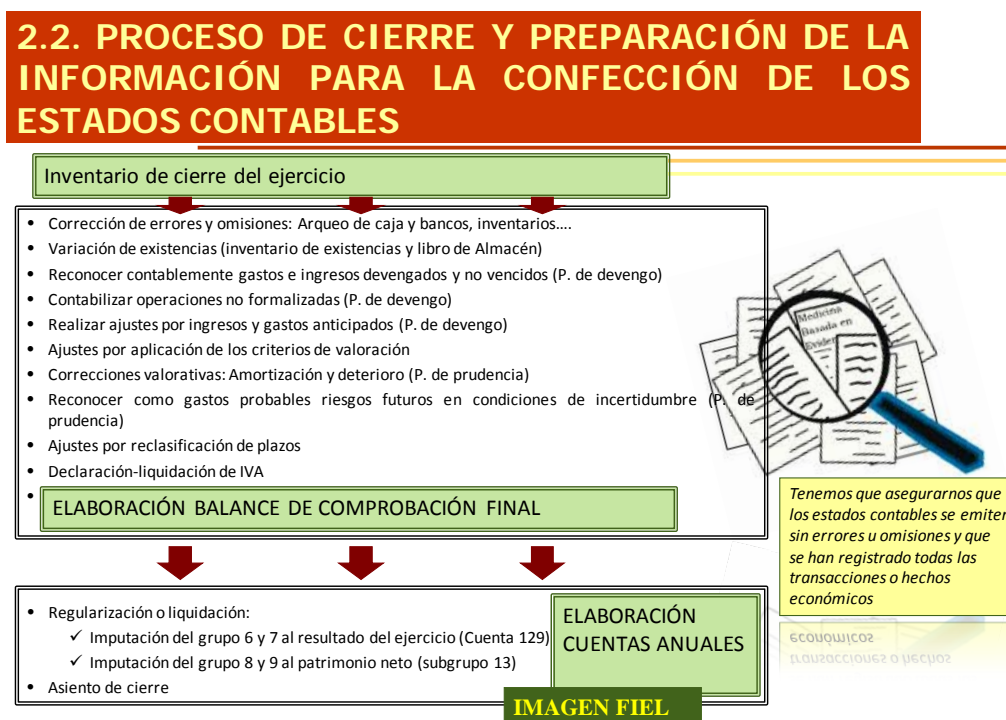 2.2. PROCESO DE CIERRE Y PREPARACIÓN DE LA
INFORMACIÓN PARA LA CONFECCIÓN DE LOS
ESTADOS CONTABLES
Inventario de cierre del ejercicio
• Corrección de errores y omisiones: Arqueo de caja y bancos, inventarios....
• Variación de existencias (inventario de existencias y libro de Almacén)
• Reconocer contablemente gastos e ingresos devengados y no vencidos (P. de devengo)
• Contabilizar operaciones no formalizadas (P. de devengo)
• Realizar ajustes por ingresos y gastos anticipados (P. de devengo)
• Ajustes por aplicación de los criterios de valoración
• Correcciones valorativas: Amortización y deterioro (P. de prudencia)
• Reconocer como gastos probables riesgos futuros en condiciones de incertidumbre (P. de
prudencia)
• Ajustes por reclasificación de plazos
• Declaración-liquidación de IVA
•
ELABORACIÓN BALANCE DE COMPROBACIÓN FINAL
Medicina
Basada en
Eviden
Tenemos que asegurarnos que
los estados contables se emiten
sin errores u omisiones y que
se han registrado todas las
transacciones o hechos
económicos
• Regularización o liquidación:
✓ Imputación del grupo 6 y 7 al resultado del ejercicio (Cuenta 129)
✓ Imputación del grupo 8 y 9 al patrimonio neto (subgrupo 13)
• Asiento de cierre
ELABORACIÓN
CUENTAS ANUALES
IMAGEN FIEL